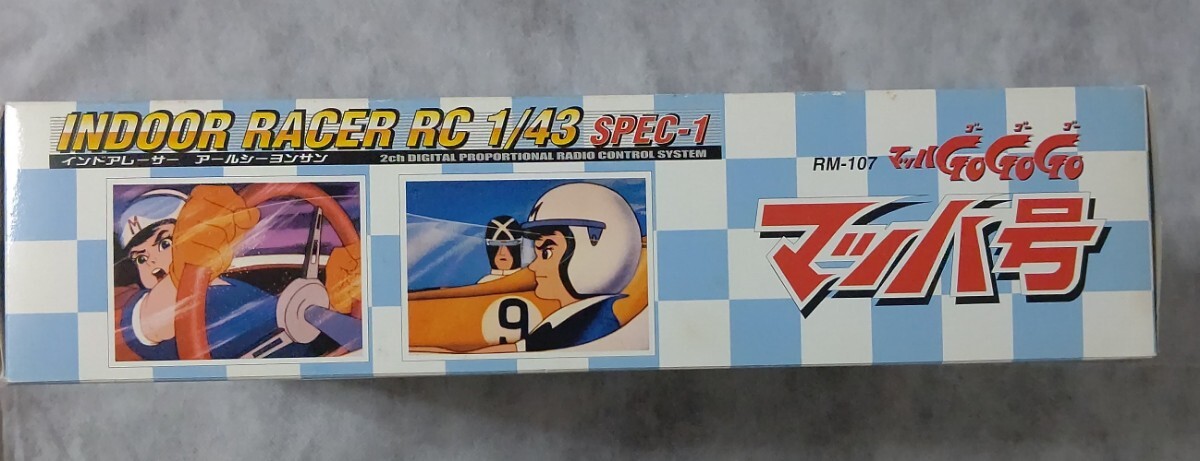 INDOOR RACER RC 1/43 SPEC-1
インドアレーサー アールシーヨンサン
2ch DIGITAL PROPORTIONAL RADIO CONTROL SYSTEM
M
M
9
RM-107
ゴー ゴー ゴー
マッハGoGoGo
マッハ号